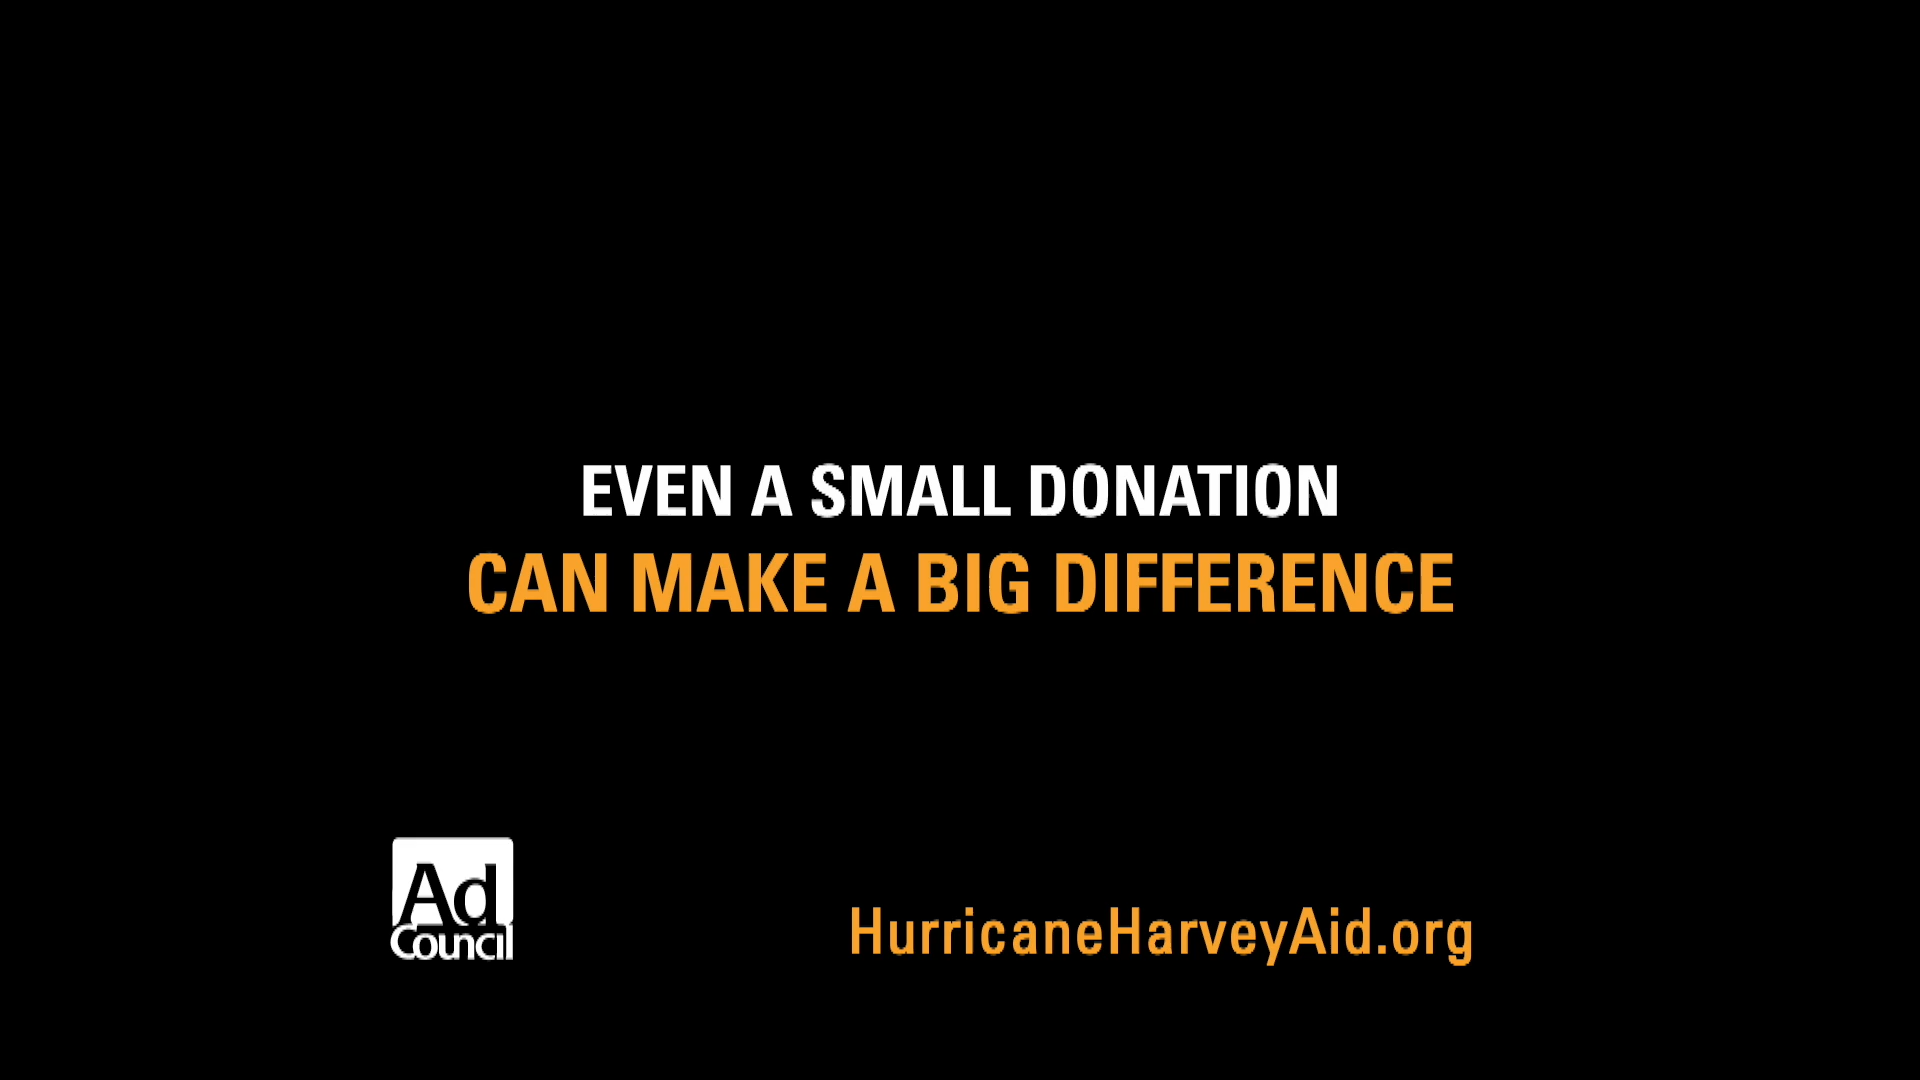 EVEN A SMALL DONATION
CAN MAKE A BIG DIFFERENCE
Ad
Council
HurricaneHarveyAid.org